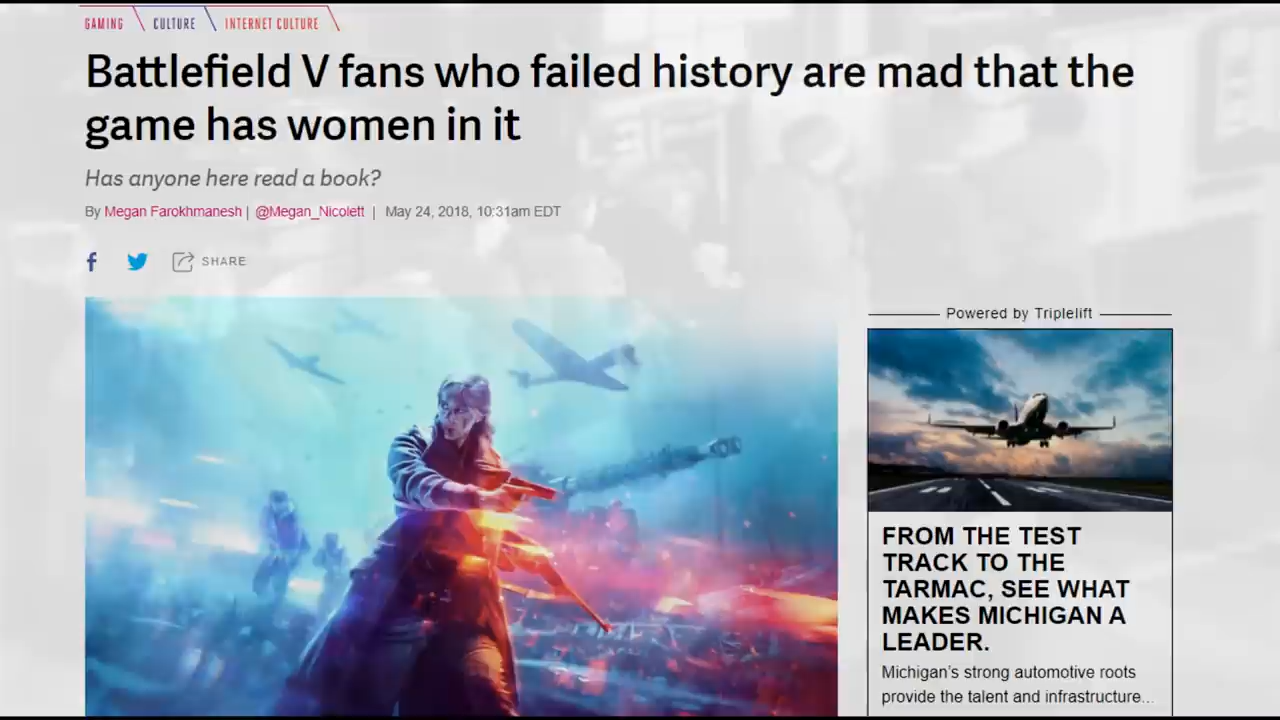 GAMING CULTURE INTERNET CULTURE
Battlefield V fans who failed history are mad that the
game has women in it
Has anyone here read a book?
By Megan Farokhmanesh | @Megan_Nicolett | May 24, 2018, 10:31am EDT
SHARE
Powered by Triplelift
FROM THE TEST
TRACK TO THE
TARMAC, SEE WHAT
MAKES MICHIGAN A
LEADER.
Michigan's strong automotive roots
provide the talent and infrastructure...